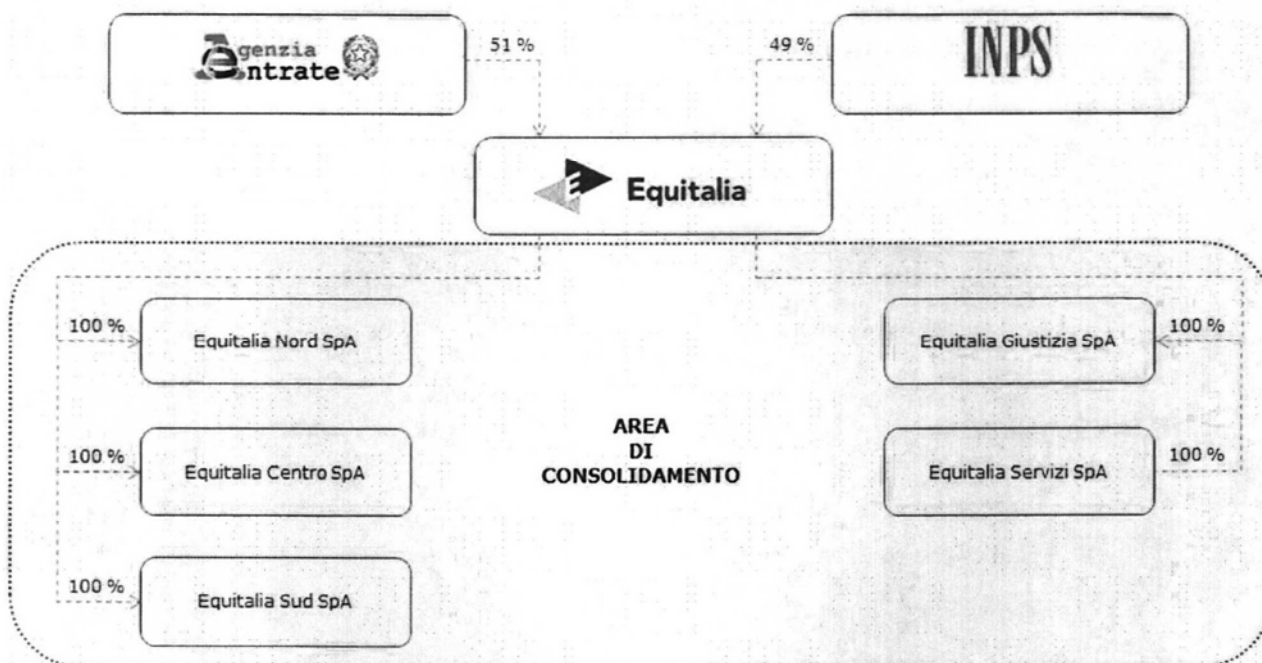 Agenzia
Entrate
51 %
49 %
INPS
Equitalia
100 %
Equitalia Nord SpA
Equitalia Giustizia SpA
100 %
100 %
Equitalia Centro SpA
AREA
DI
CONSOLIDAMENTO
Equitalia Servizi SpA
100 %
100 %
Equitalia Sud SpA